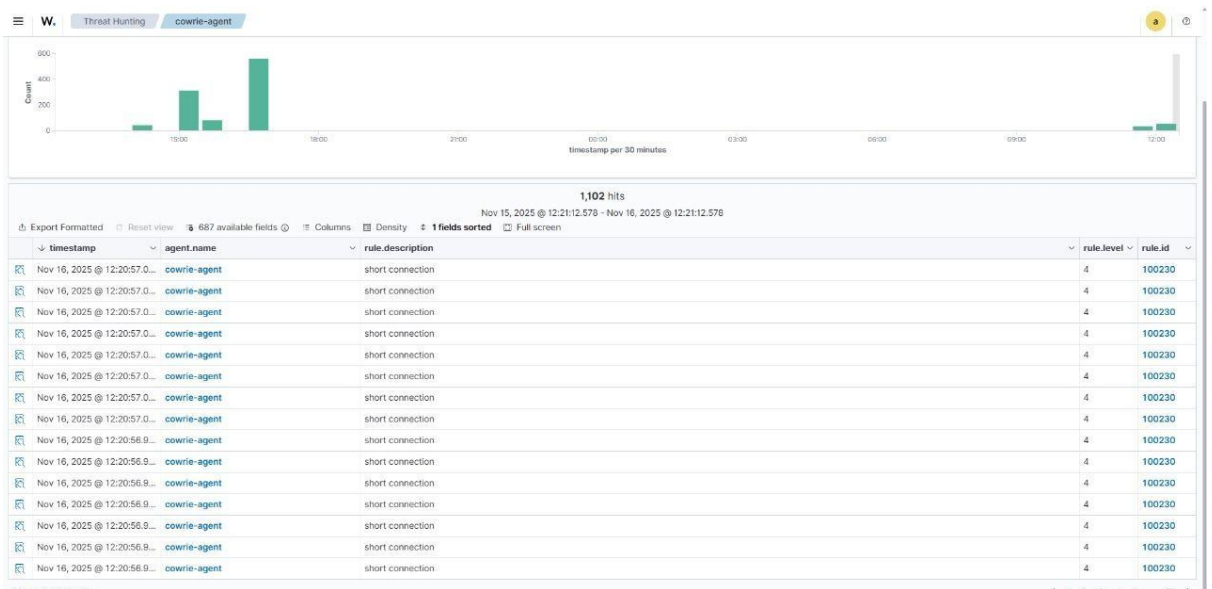 W. Threat Hunting cowrie-agent a
600
400
200
0
Count
15:00 18:00 21:00 00:00 03:00 06:00 09:00 12:00
timestamp per 30 minutes
1,102 hits
Nov 15, 2025 @ 12:21:12.578 - Nov 16, 2025 @ 12:21:12.578
Export Formatted Reset view 687 available fields Columns Density 1 fields sorted Full screen
timestamp agent.name rule.description rule.level rule.id
Nov 16, 2025 @ 12:20:57.0... cowrie-agent short connection 4 100230
Nov 16, 2025 @ 12:20:57.0... cowrie-agent short connection 4 100230
Nov 16, 2025 @ 12:20:57.0... cowrie-agent short connection 4 100230
Nov 16, 2025 @ 12:20:57.0... cowrie-agent short connection 4 100230
Nov 16, 2025 @ 12:20:57.0... cowrie-agent short connection 4 100230
Nov 16, 2025 @ 12:20:57.0... cowrie-agent short connection 4 100230
Nov 16, 2025 @ 12:20:57.0... cowrie-agent short connection 4 100230
Nov 16, 2025 @ 12:20:57.0... cowrie-agent short connection 4 100230
Nov 16, 2025 @ 12:20:56.9... cowrie-agent short connection 4 100230
Nov 16, 2025 @ 12:20:56.9... cowrie-agent short connection 4 100230
Nov 16, 2025 @ 12:20:56.9... cowrie-agent short connection 4 100230
Nov 16, 2025 @ 12:20:56.9... cowrie-agent short connection 4 100230
Nov 16, 2025 @ 12:20:56.9... cowrie-agent short connection 4 100230
Nov 16, 2025 @ 12:20:56.9... cowrie-agent short connection 4 100230
Nov 16, 2025 @ 12:20:56.9... cowrie-agent short connection 4 100230